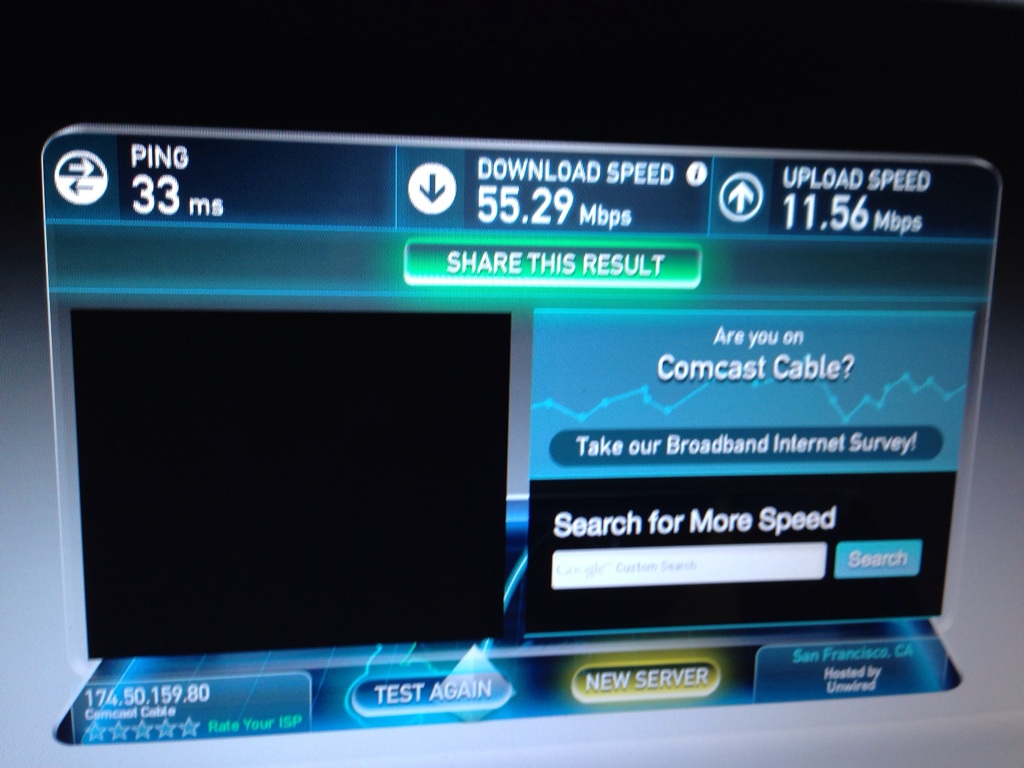 PING
33 ms
DOWNLOAD SPEED
55.29 Mbps
UPLOAD SPEED
11.56 Mbps
SHARE THIS RESULT
Are you on
Comcast Cable?
Take our Broadband Internet Survey!
Search for More Speed
Google™ Custom Search
Search
174.50.159.80
Comcast Cable
Rate Your ISP
TEST AGAIN
NEW SERVER
San Francisco, CA
Hosted by
Unwired